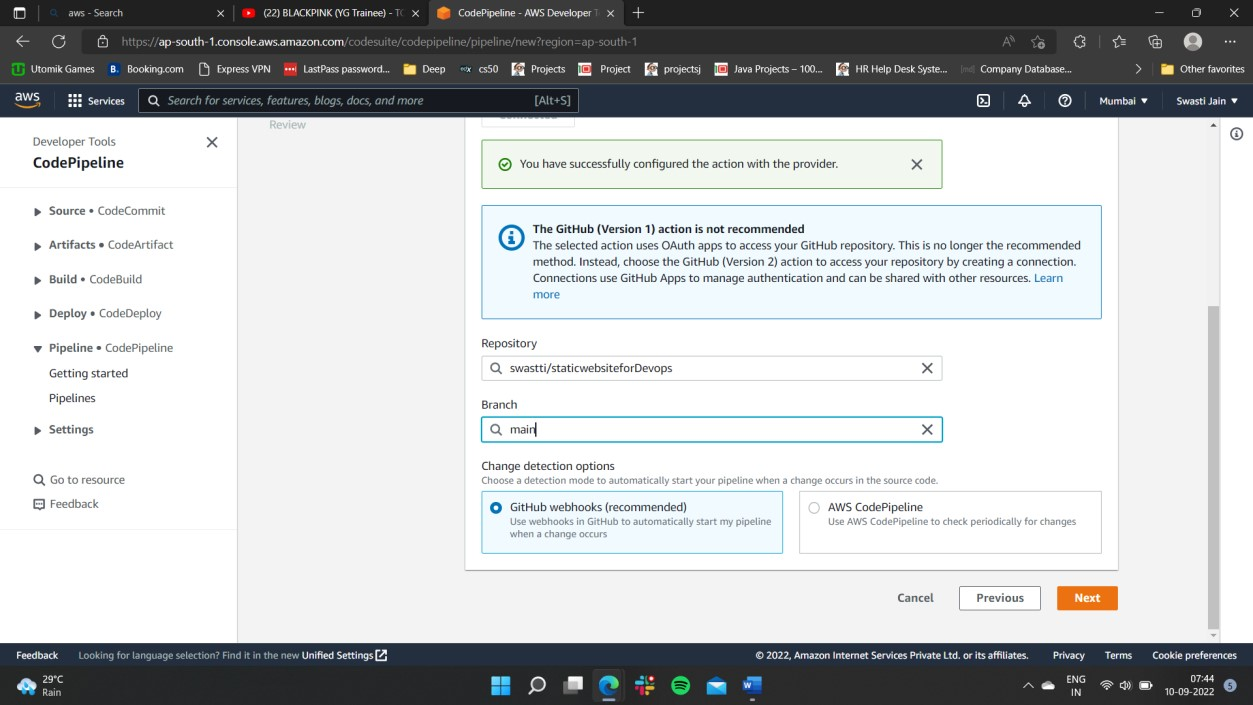 aws - Search
(22) BLACKPINK (YG Trainee) - TO
CodePipeline - AWS Developer T
https://ap-south-1.console.aws.amazon.com/codesuite/codepipeline/pipeline/new?region=ap-south-1
Utomik Games
Booking.com
Express VPN
LastPass password...
Deep
cs50
Projects
Project
projectsj
Java Projects – 100...
HR Help Desk Syste...
Company Database...
Other favorites
aws
Services
Search for services, features, blogs, docs, and more
[Alt+S]
Mumbai
Swasti Jain
Developer Tools
CodePipeline
Source • CodeCommit
Artifacts • CodeArtifact
Build • CodeBuild
Deploy • CodeDeploy
Pipeline • CodePipeline
Getting started
Pipelines
Settings
Go to resource
Feedback
Review
You have successfully configured the action with the provider.
The GitHub (Version 1) action is not recommended
The selected action uses OAuth apps to access your GitHub repository. This is no longer the recommended
method. Instead, choose the GitHub (Version 2) action to access your repository by creating a connection.
Connections use GitHub Apps to manage authentication and can be shared with other resources. Learn
more
Repository
swastti/staticwebsiteforDevops
Branch
main
Change detection options
Choose a detection mode to automatically start your pipeline when a change occurs in the source code.
GitHub webhooks (recommended)
Use webhooks in GitHub to automatically start my pipeline
when a change occurs
AWS CodePipeline
Use AWS CodePipeline to check periodically for changes
Cancel
Previous
Next
Feedback
Looking for language selection? Find it in the new Unified Settings
© 2022, Amazon Internet Services Private Ltd. or its affiliates.
Privacy
Terms
Cookie preferences
29°C
Rain
ENG
IN
07:44
10-09-2022
5